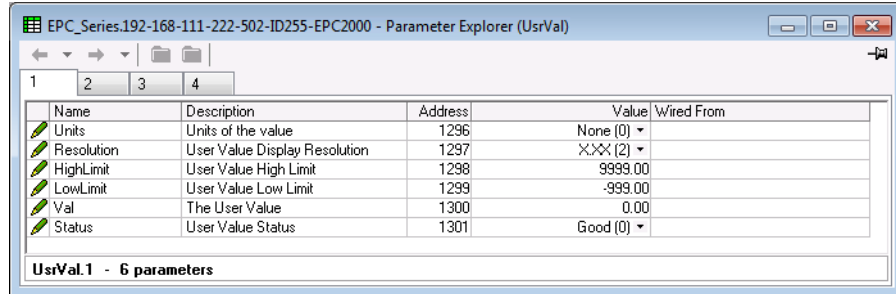 EPC_Series.192-168-111-222-502-ID255-EPC2000 - Parameter Explorer (UsrVal)
1 2 3 4
Name Description Address Value Wired From
Units Units of the value 1296 None (0)
Resolution User Value Display Resolution 1297 X.XX (2)
HighLimit User Value High Limit 1298 9999.00
LowLimit User Value Low Limit 1299 -999.00
Val The User Value 1300 0.00
Status User Value Status 1301 Good (0)
UsrVal.1 - 6 parameters